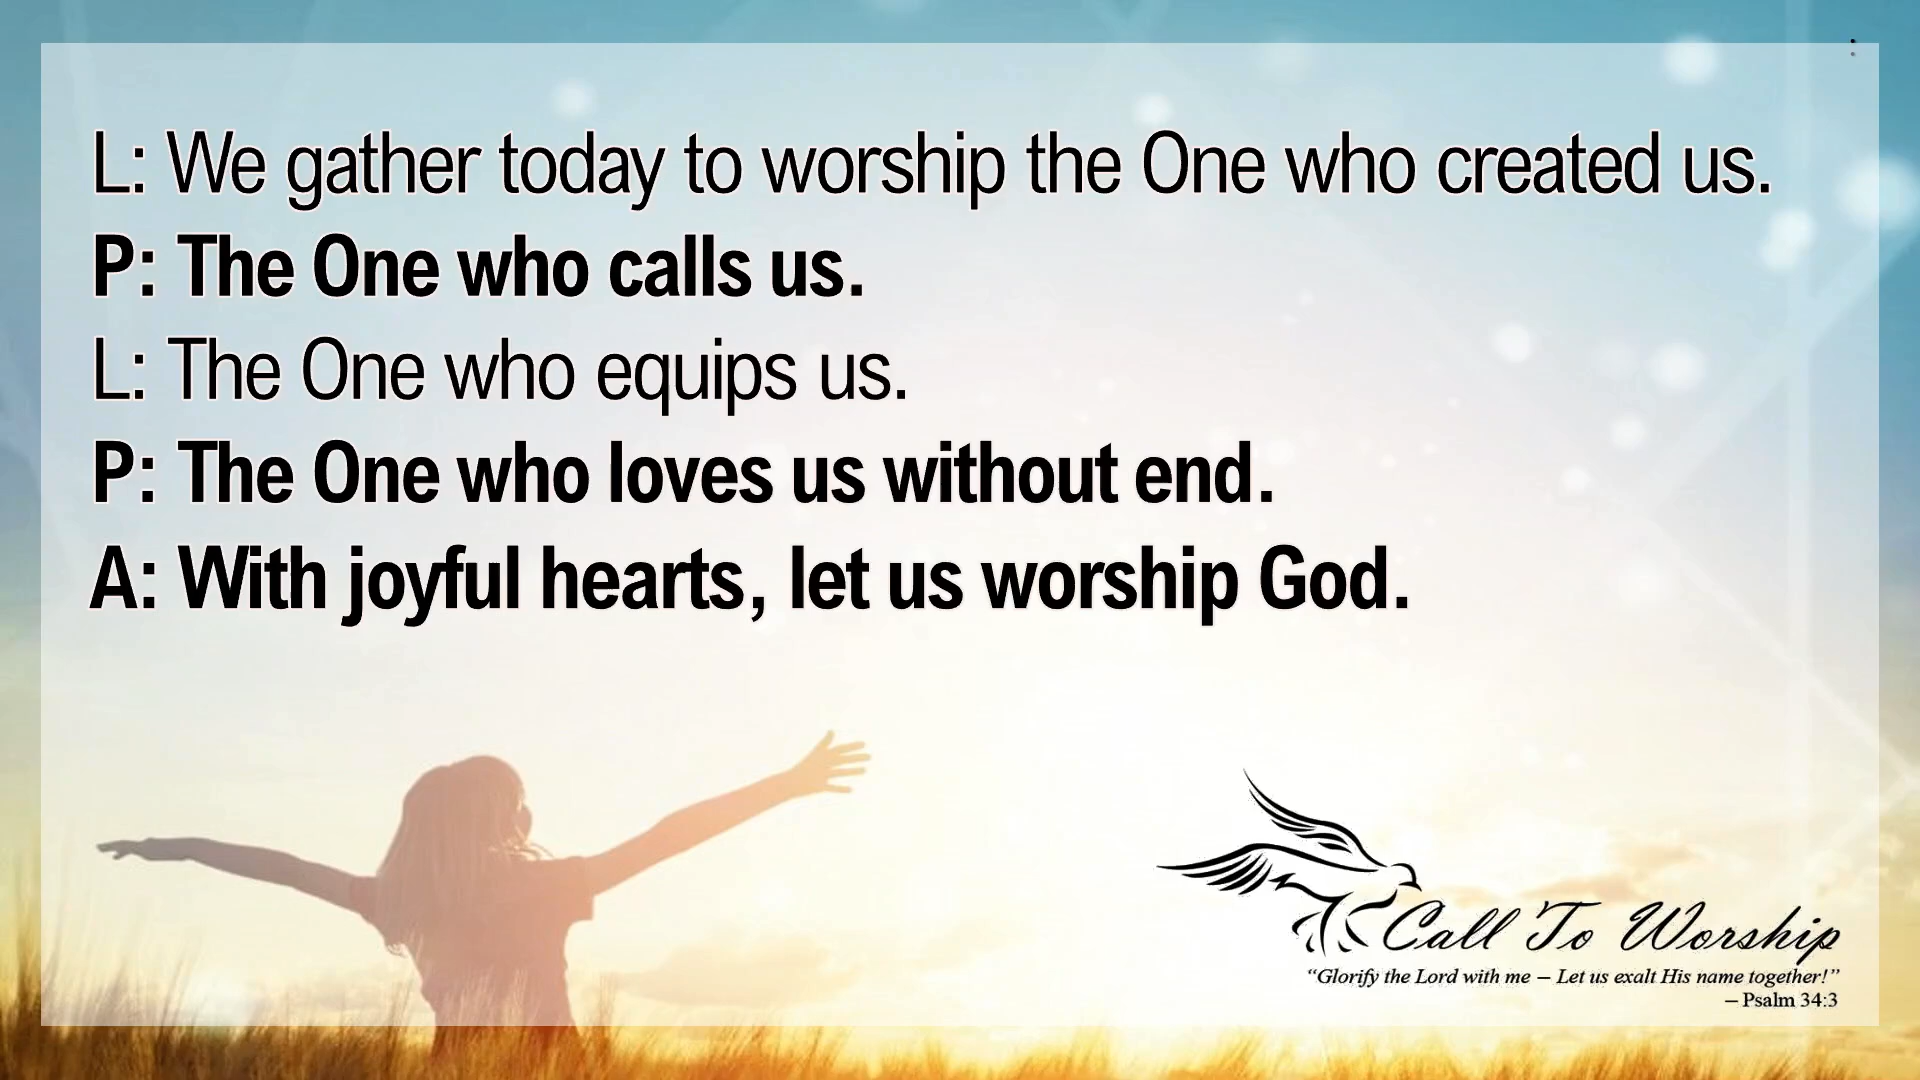 L: We gather today to worship the One who created us.
P: The One who calls us.
L: The One who equips us.
P: The One who loves us without end.
A: With joyful hearts, let us worship God.
Call To Worship
“Glorify the Lord with me – Let us exalt His name together!”
– Psalm 34:3